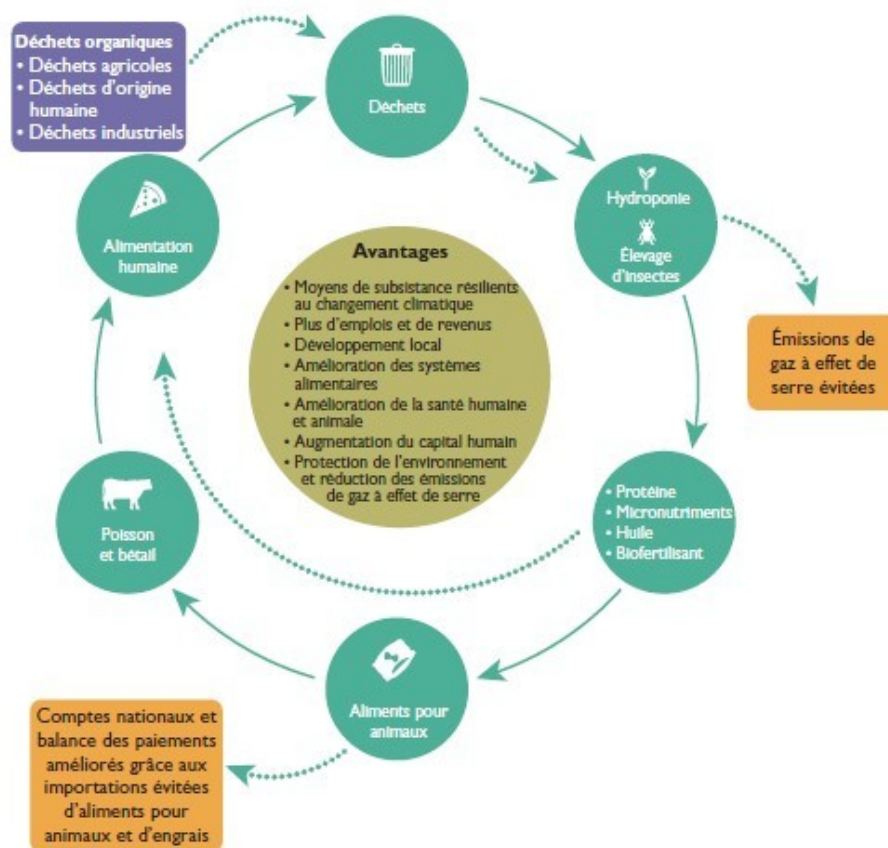 Déchets organiques
• Déchets agricoles
• Déchets d'origine
humaine
• Déchets industriels
Déchets
Hydroponie
Élevage
d'insectes
Émissions de
gaz à effet de
serre évitées
• Protéine
• Micronutriments
• Huile
• Biofertilisant
Aliments pour
animaux
Comptes nationaux et
balance des paiements
améliorés grâce aux
importations évitées
d'aliments pour
animaux et d'engrais
Poisson
et bétail
Alimentation
humaine
Avantages
• Moyens de subsistance résilients
au changement climatique
• Plus d'emplois et de revenus
• Développement local
• Amélioration des systèmes
alimentaires
• Amélioration de la santé humaine
et animale
• Augmentation du capital humain
• Protection de l'environnement
et réduction des émissions
de gaz à effet de serre